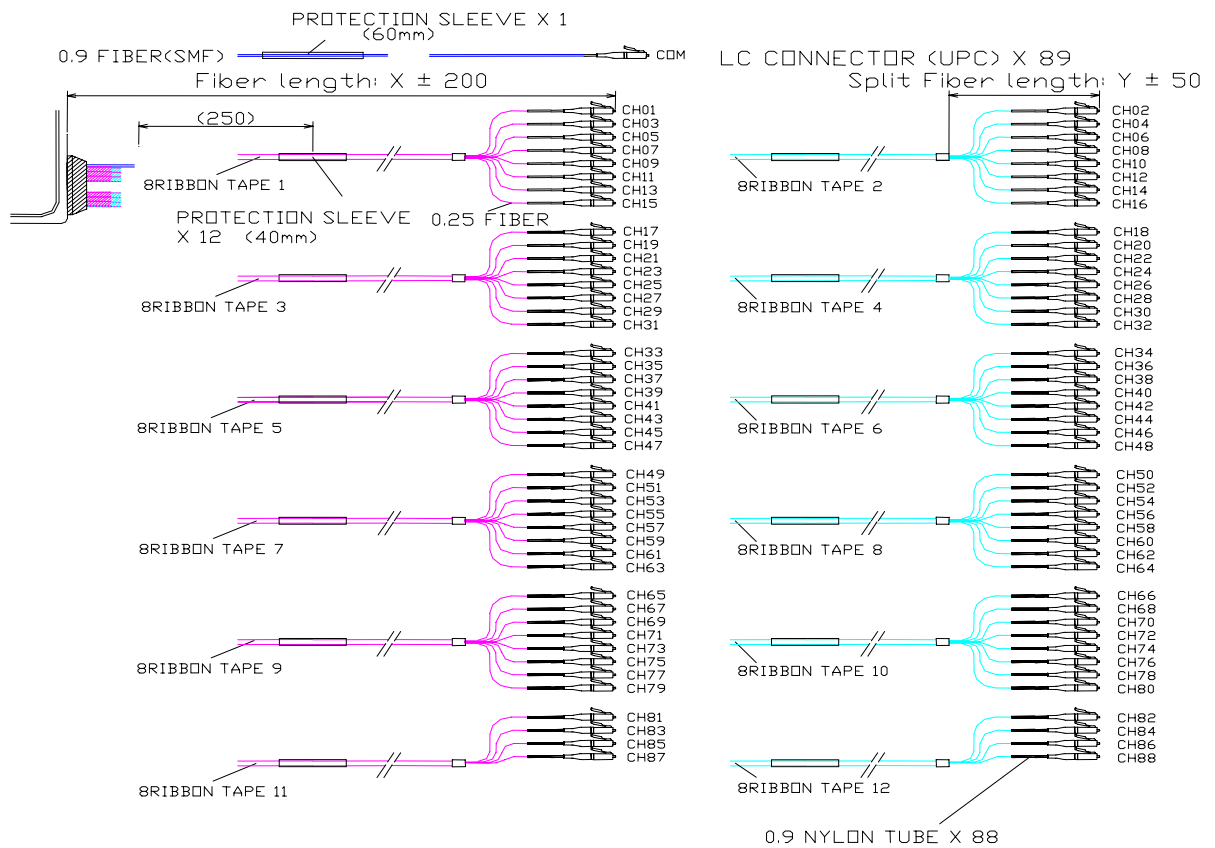 PROTECTION SLEEVE X 1
(60mm)
0.9 FIBER(SMF)
COM
LC CONNECTOR (UPC) X 89
Fiber length: X ± 200
Split Fiber length: Y ± 50
(250)
8RIBBON TAPE 1
PROTECTION SLEEVE
X 12 (40mm)
0.25 FIBER
CH01
CH03
CH05
CH07
CH09
CH11
CH13
CH15
8RIBBON TAPE 2
CH02
CH04
CH06
CH08
CH10
CH12
CH14
CH16
8RIBBON TAPE 3
CH17
CH19
CH21
CH23
CH25
CH27
CH29
CH31
8RIBBON TAPE 4
CH18
CH20
CH22
CH24
CH26
CH28
CH30
CH32
8RIBBON TAPE 5
CH33
CH35
CH37
CH39
CH41
CH43
CH45
CH47
8RIBBON TAPE 6
CH34
CH36
CH38
CH40
CH42
CH44
CH46
CH48
8RIBBON TAPE 7
CH49
CH51
CH53
CH55
CH57
CH59
CH61
CH63
8RIBBON TAPE 8
CH50
CH52
CH54
CH56
CH58
CH60
CH62
CH64
8RIBBON TAPE 9
CH65
CH67
CH69
CH71
CH73
CH75
CH77
CH79
8RIBBON TAPE 10
CH66
CH68
CH70
CH72
CH74
CH76
CH78
CH80
8RIBBON TAPE 11
CH81
CH83
CH85
CH87
8RIBBON TAPE 12
CH82
CH84
CH86
CH88
0.9 NYLON TUBE X 88